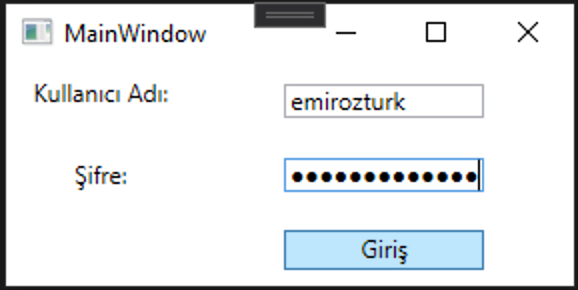 MainWindow
Kullanıcı Adı:
emirozturk
Şifre:
●●●●●●●●●●●●●
Giriş